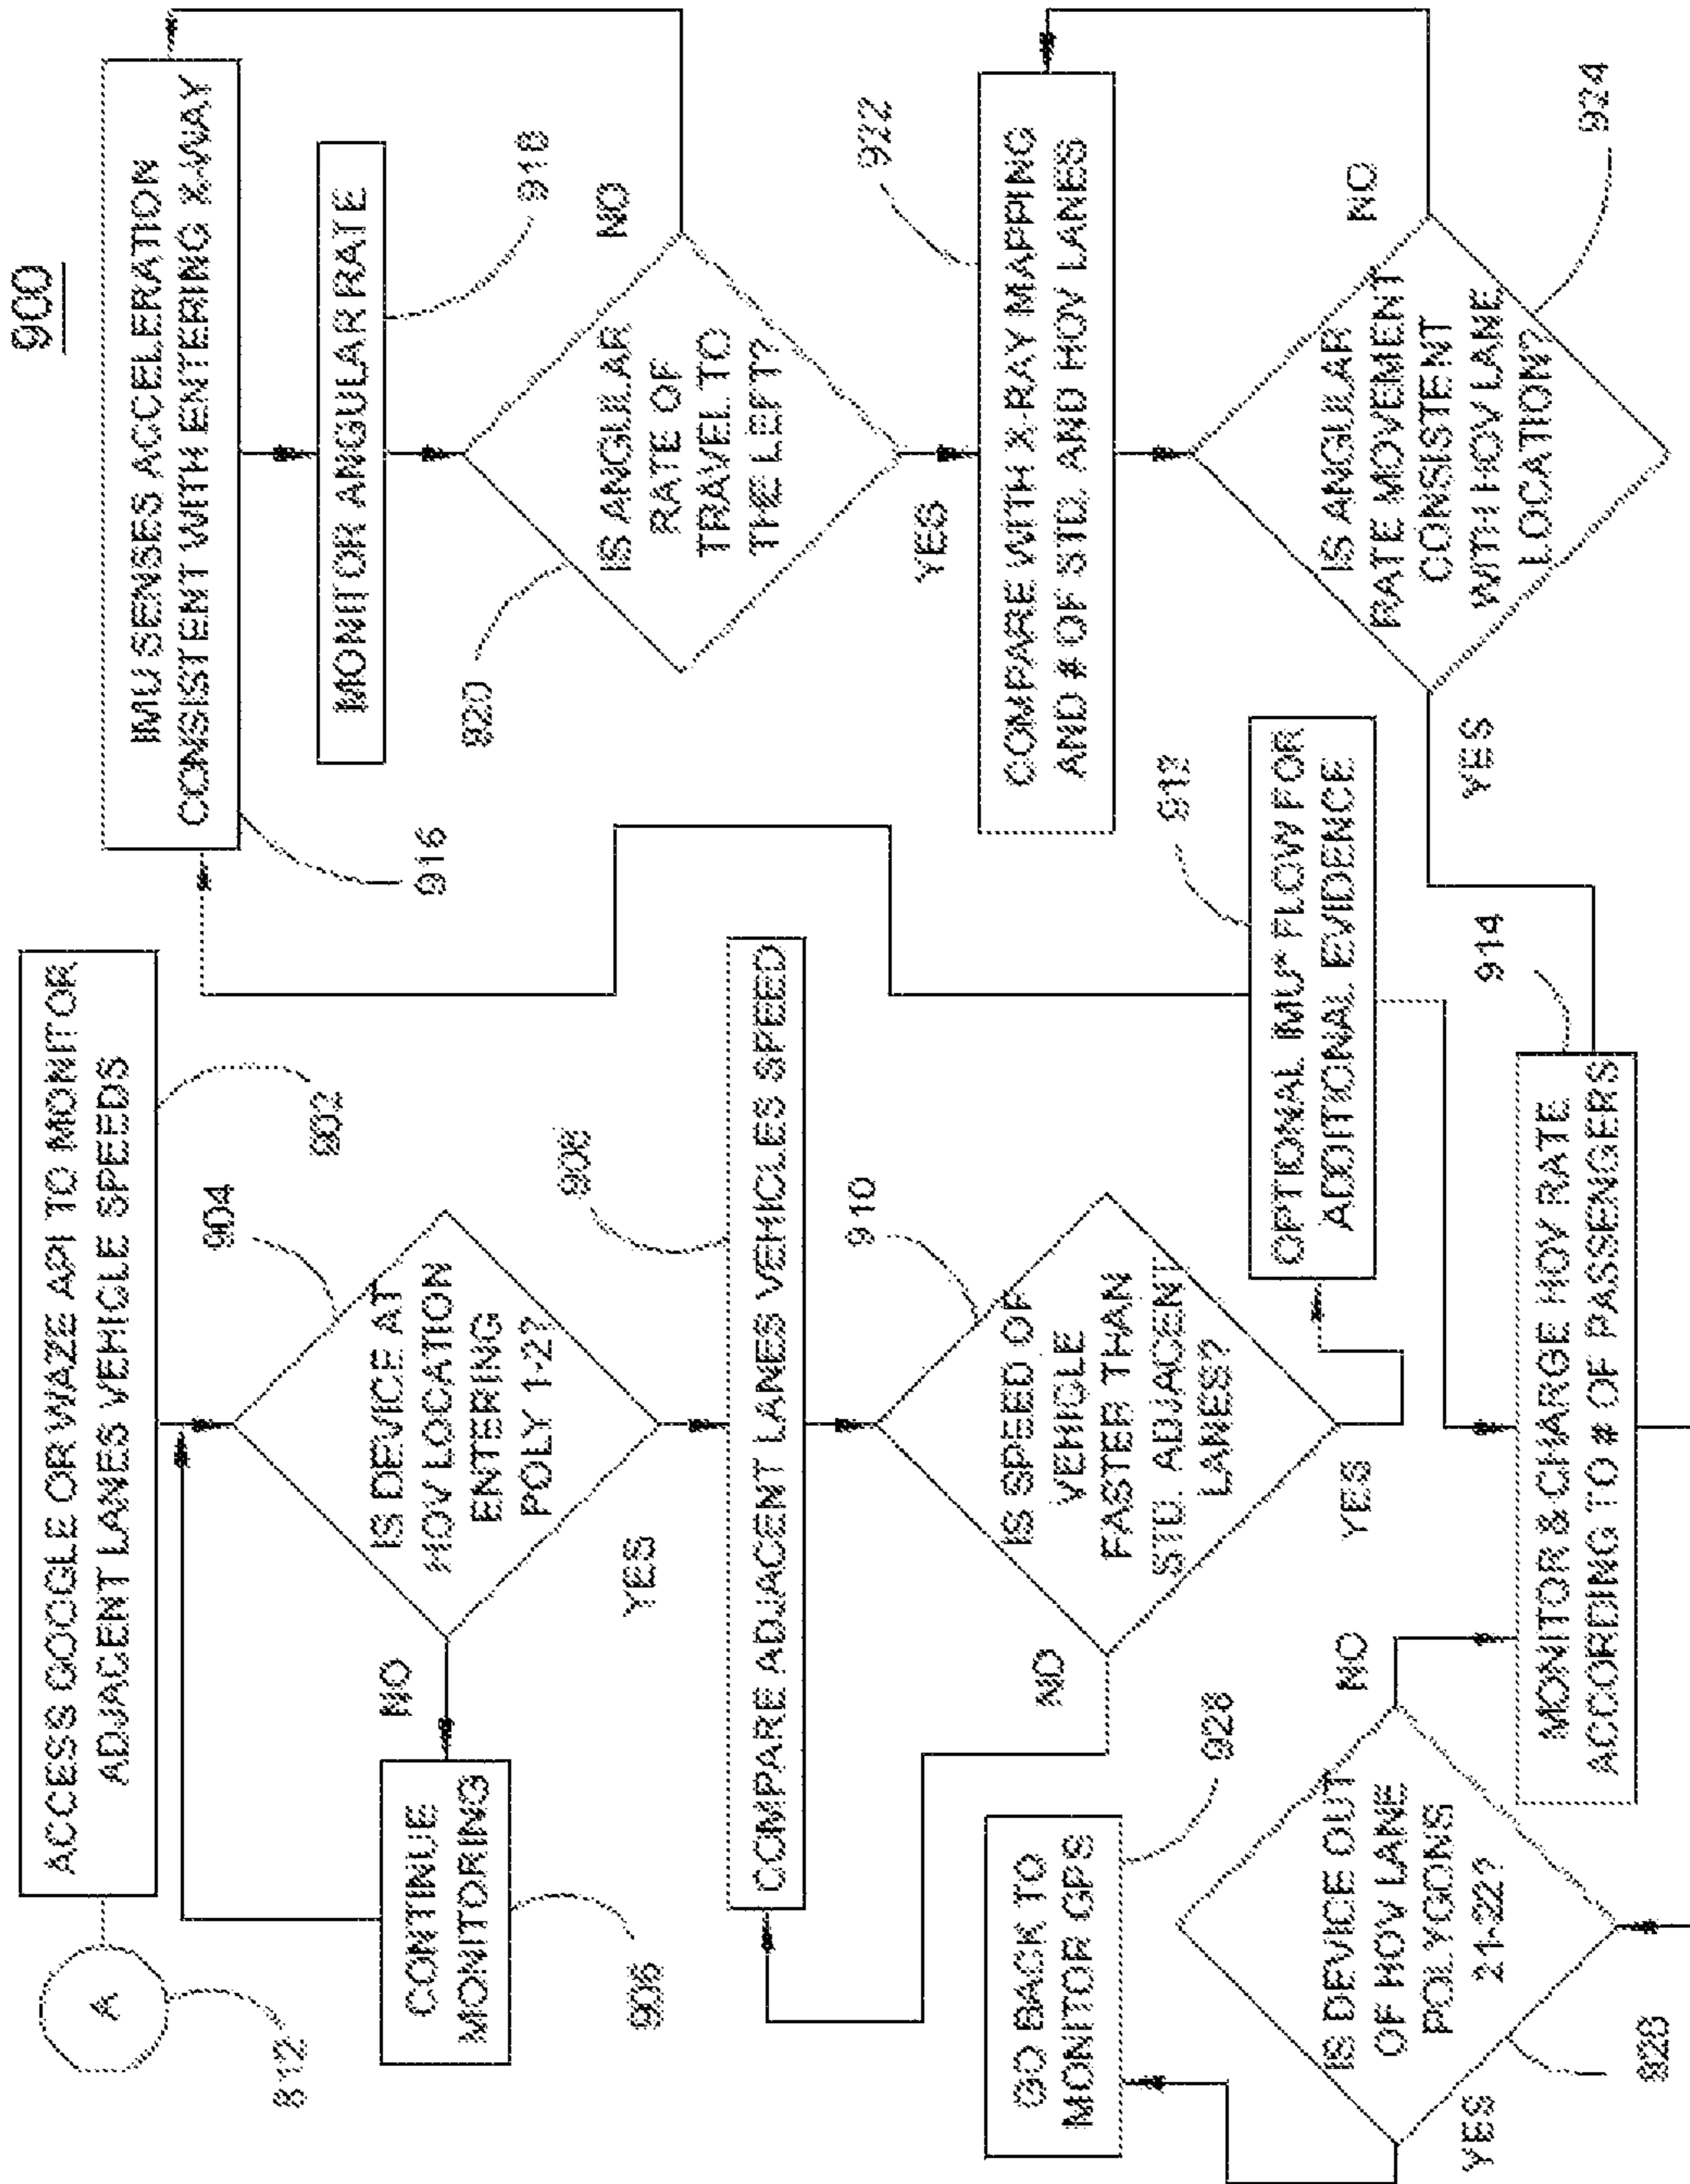 900
A
812
ACCESS GOOGLE OR WAZE API TO MONITOR
ADJACENT LANES VEHICLE SPEEDS
902
904
IS DEVICE AT
HOV LOCATION
ENTERING
POLY 1-2?
NO
YES
CONTINUE
MONITORING
906
908
COMPARE ADJACENT LANES VEHICLES SPEED
910
IS SPEED OF
VEHICLE
FASTER THAN
STD. ADJACENT
LANES?
NO
YES
OPTIONAL IMU* FLOW FOR
ADDITIONAL EVIDENCE
912
914
MONITOR & CHARGE HOV RATE
ACCORDING TO # OF PASSENGERS
NO
IS DEVICE OUT
OF HOV LANE
POLYGONS
21-22?
YES
GO BACK TO
MONITOR GPS
928
IMU SENSES ACCELERATION
CONSISTENT WITH ENTERING X-WAY
916
MONITOR ANGULAR RATE
918
920
IS ANGULAR
RATE OF
TRAVEL TO
THE LEFT?
NO
YES
922
COMPARE WITH X-RAY MAPPING
AND # OF STD. AND HOV LANES
IS ANGULAR
RATE MOVEMENT
CONSISTENT
WITH HOV LANE
LOCATION?
924
NO
YES